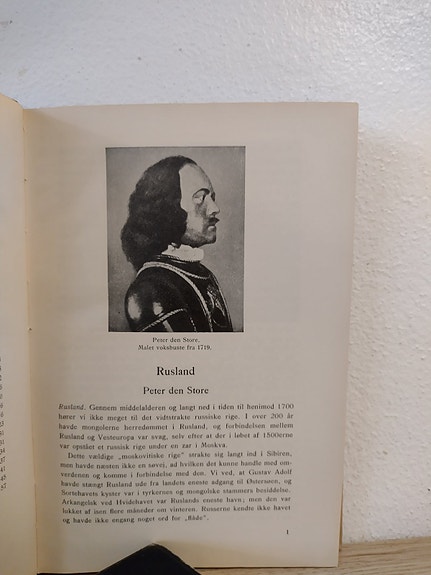 Peter den Store.
Malet voksbuste fra 1719.
Rusland
Peter den Store
Rusland. Gennem middelalderen og langt ned i tiden til henimod 1700
hører vi ikke meget til det vidtstrakte russiske rige. I over 200 år
havde mongolerne herredømmet i Rusland, og forbindelsen mellem
Rusland og Vesteuropa var svag, selv efter at der i løbet af 1500erne
var opstået et russisk rige under en zar i Moskva.
Dette vældige „moskovitiske rige“ strakte sig langt ind i Sibirien,
men havde næsten ikke en søvej, ad hvilken det kunne handle med om-
verdenen og komme i forbindelse med den. Vi ved, at Gustav Adolf
havde stængt Rusland ude fra landets eneste adgang til Østersøen, og
Sortehavets kyster var i tyrkernes og mongolske stammers besiddelse.
Arkangelsk ved Hvidehavet var Ruslands eneste havn; men den var
lukket af isen flere måneder om vinteren. Russerne kendte ikke havet
og havde ikke engang noget ord for „flåde“.
1